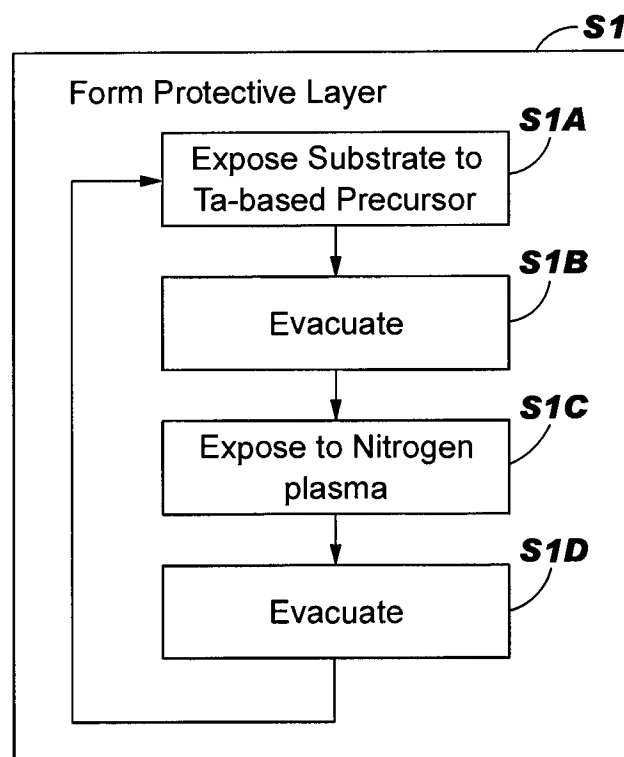 S1
Form Protective Layer
S1A
Expose Substrate to
Ta-based Precursor
S1B
Evacuate
S1C
Expose to Nitrogen
plasma
S1D
Evacuate